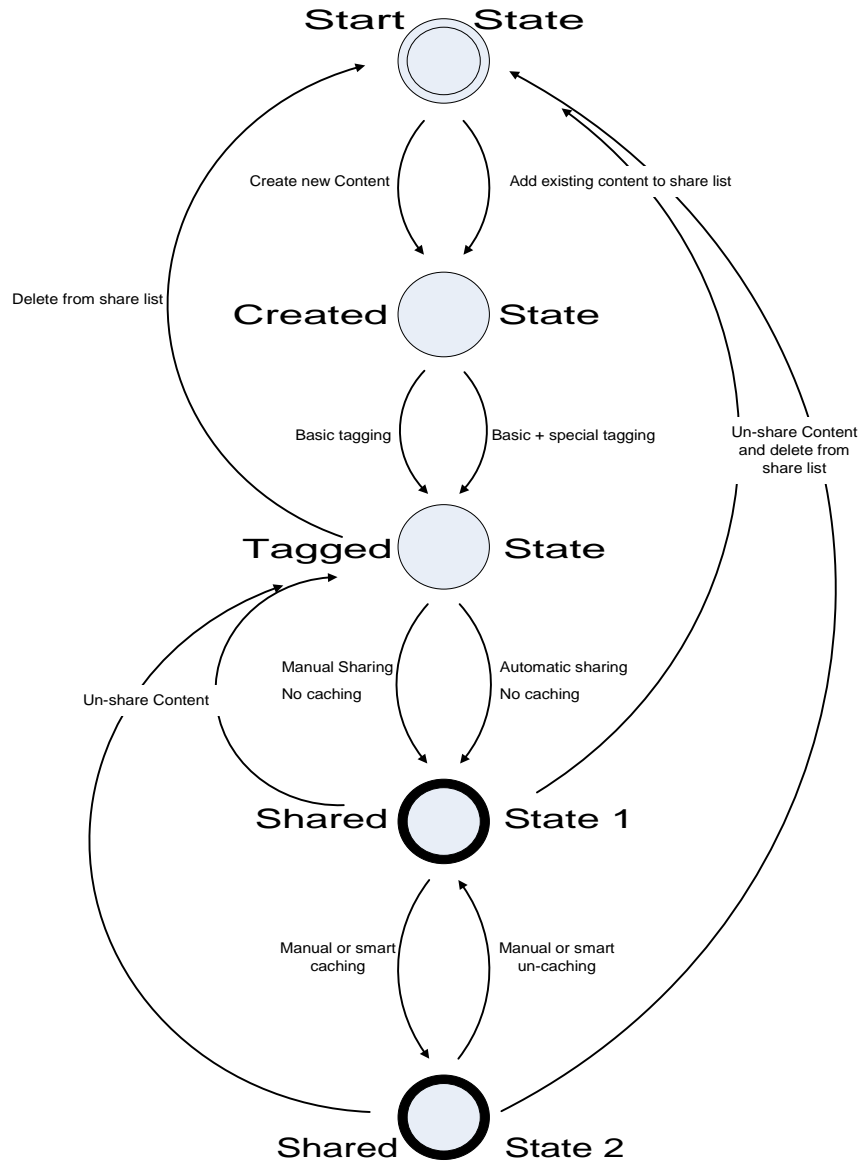 Start State
Create new Content
Add existing content to share list
Delete from share list
Created State
Basic tagging
Basic + special tagging
Un-share Content
and delete from
share list
Tagged State
Manual Sharing
No caching
Automatic sharing
No caching
Un-share Content
Shared State 1
Manual or smart
caching
Manual or smart
un-caching
Shared State 2